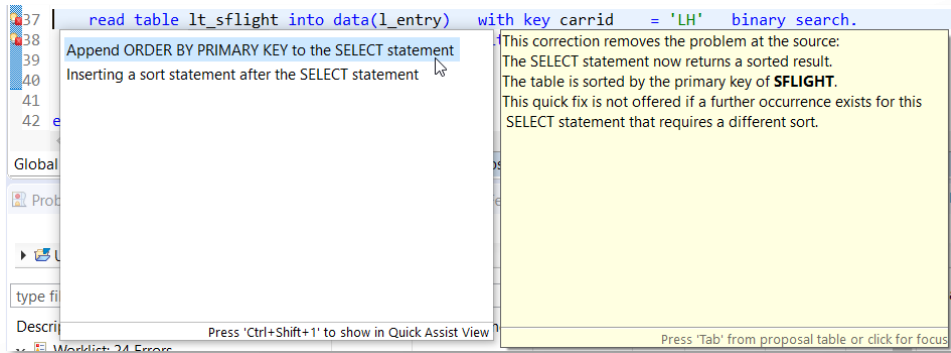 37 read table lt_sflight into data(l_entry) with key carrid = 'LH' binary search.
38
39
40
41
42 e
Append ORDER BY PRIMARY KEY to the SELECT statement
Inserting a sort statement after the SELECT statement
Press 'Ctrl+Shift+1' to show in Quick Assist View
This correction removes the problem at the source:
The SELECT statement now returns a sorted result.
The table is sorted by the primary key of SFLIGHT.
This quick fix is not offered if a further occurrence exists for this
SELECT statement that requires a different sort.
Press 'Tab' from proposal table or click for focus
Global
Prob
U
type fi
Descrip
Worklist: 24 Errors